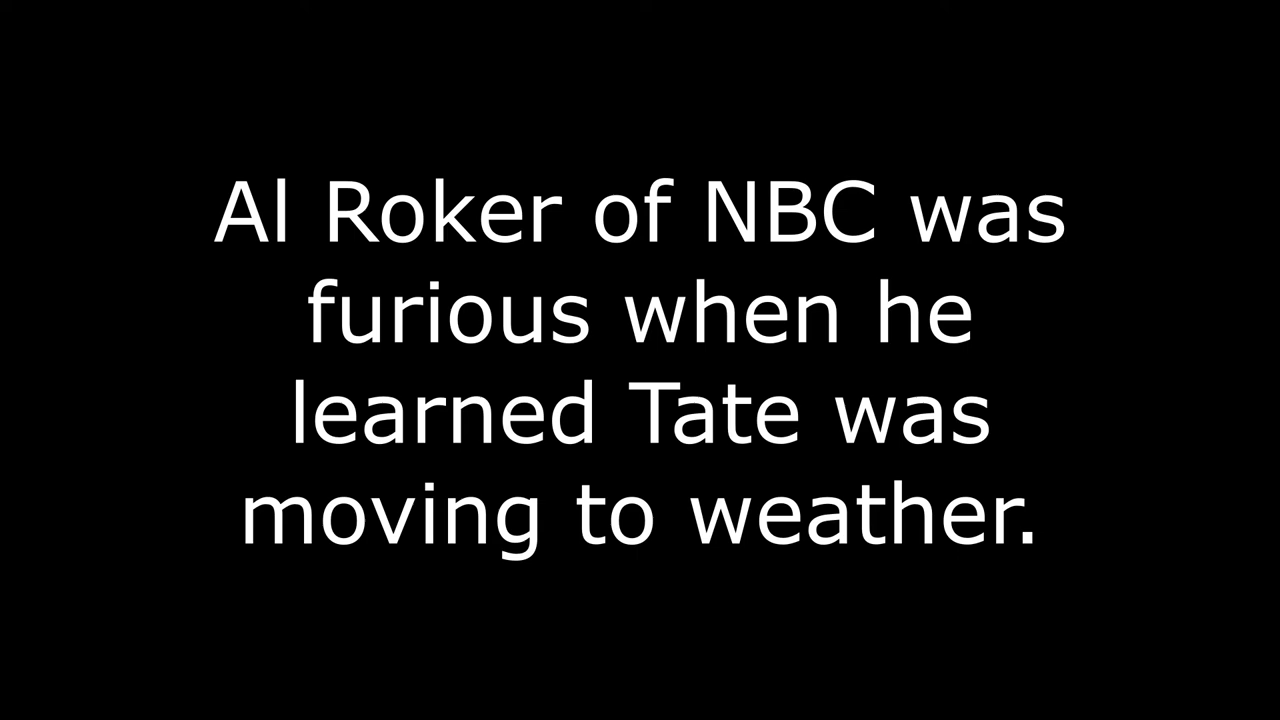 Al Roker of NBC was
furious when he
learned Tate was
moving to weather.